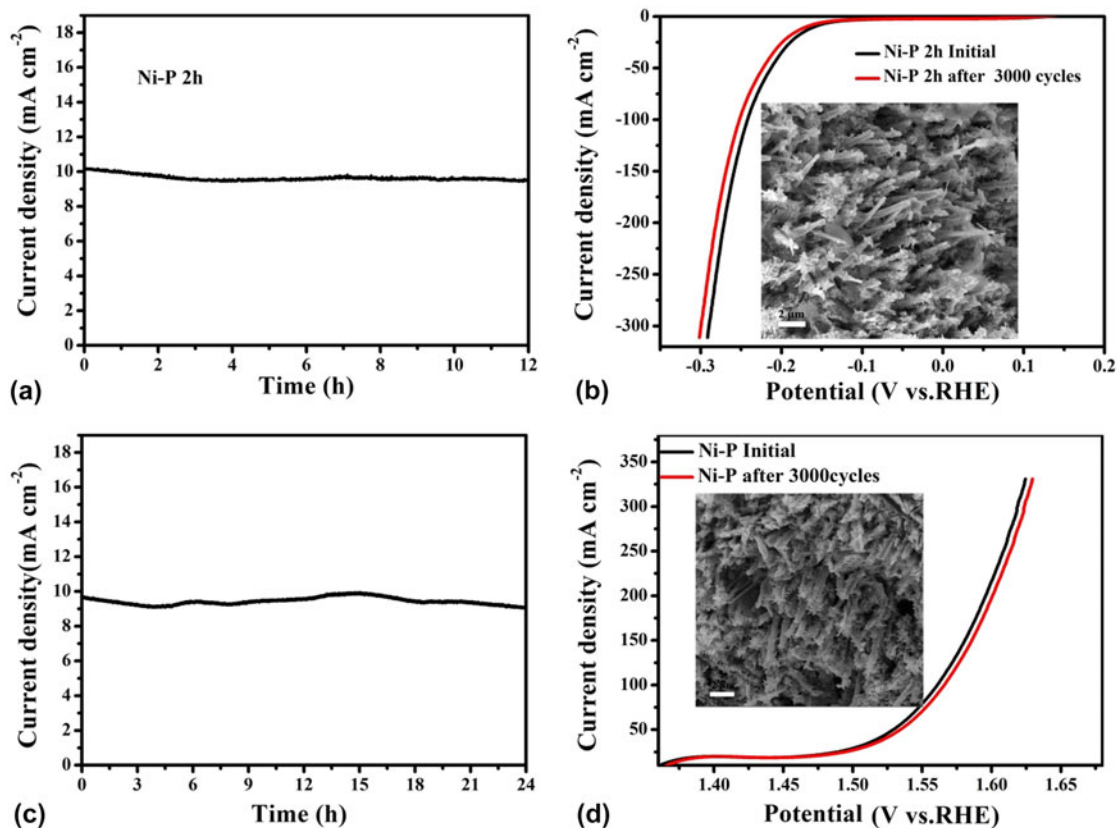 Current density (mA cm-2)
18
16
14
12
10
8
6
4
2
0
Ni-P 2h
0 2 4 6 8 10 12
Time (h)
(a)
Current density (mA cm-2)
0
-50
-100
-150
-200
-250
-300
Ni-P 2h Initial
Ni-P 2h after 3000 cycles
2 μm
-0.3 -0.2 -0.1 0.0 0.1 0.2
Potential (V vs.RHE)
(b)
Current density(mA cm-2)
18
16
14
12
10
8
6
4
2
0
0 3 6 9 12 15 18 21 24
Time (h)
(c)
Current density (mA cm-2)
350
300
250
200
150
100
50
Ni-P Initial
Ni-P after 3000cycles
1.40 1.45 1.50 1.55 1.60 1.65
Potential (V vs.RHE)
(d)